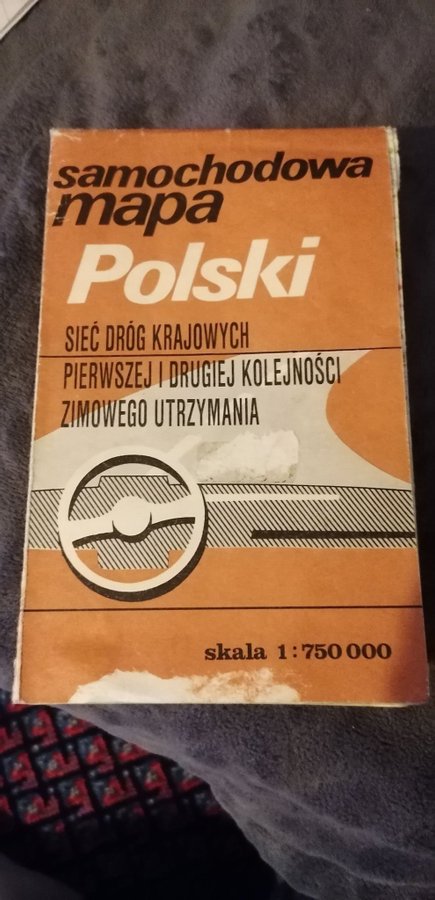 samochodowa
mapa
Polski
SIEĆ DRÓG KRAJOWYCH
PIERWSZEJ I DRUGIEJ KOLEJNOŚCI
ZIMOWEGO UTRZYMANIA
skala 1:750 000